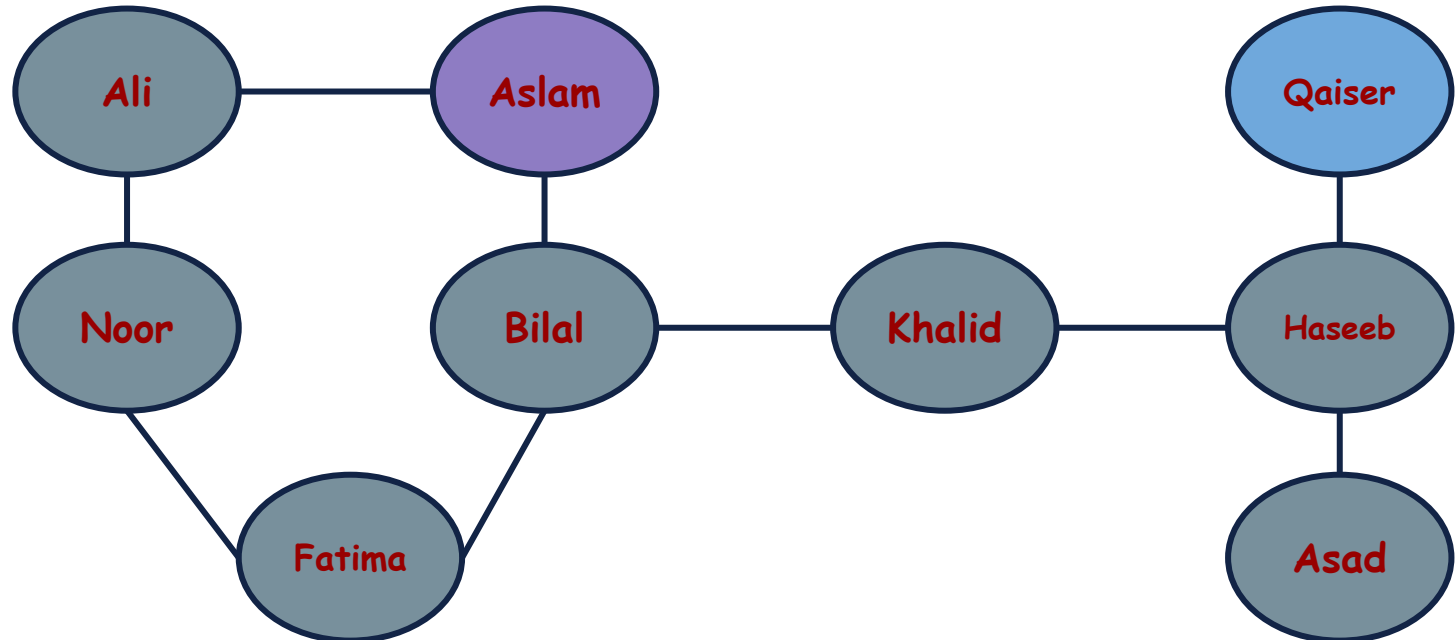 Ali
Aslam
Qaiser
Noor
Bilal
Khalid
Haseeb
Fatima
Asad